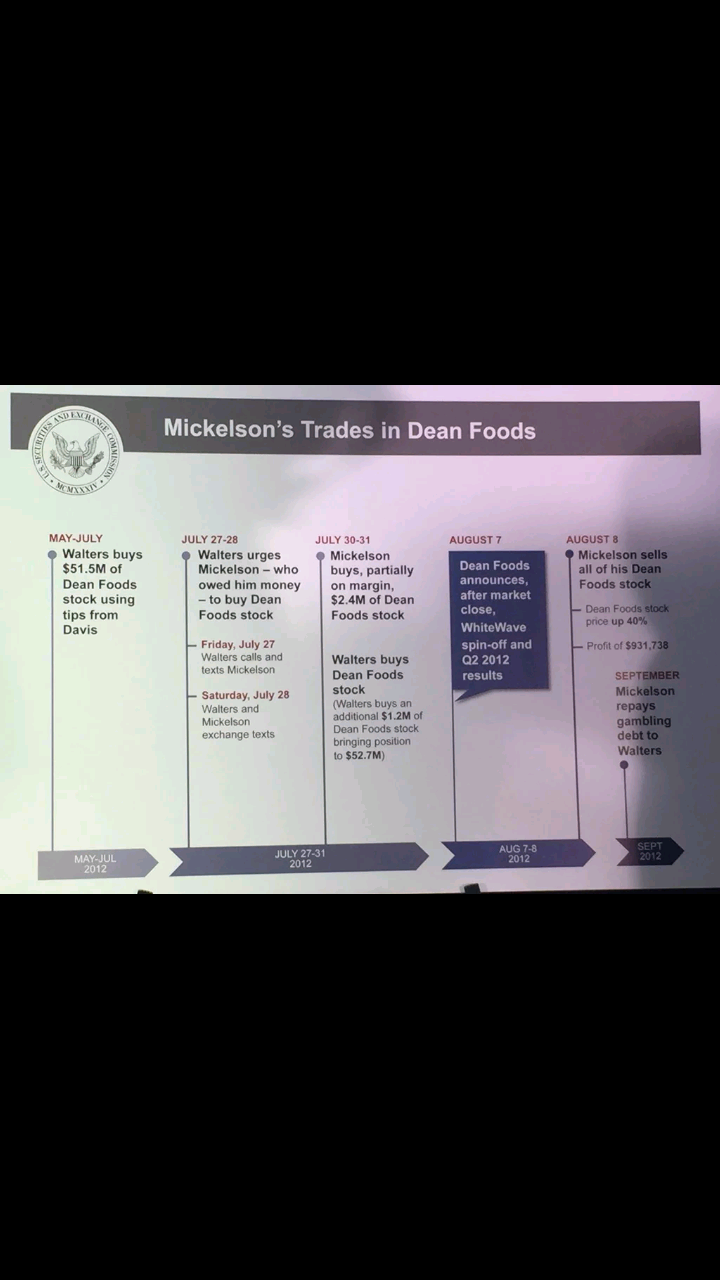 U.S. SECURITIES AND EXCHANGE COMMISSION
MCMXXXIV
Mickelson's Trades in Dean Foods
MAY-JULY
Walters buys
$51.5M of
Dean Foods
stock using
tips from
Davis
JULY 27-28
Walters urges
Mickelson – who
owed him money
– to buy Dean
Foods stock
Friday, July 27
Walters calls and
texts Mickelson
Saturday, July 28
Walters and
Mickelson
exchange texts
JULY 30-31
Mickelson
buys, partially
on margin,
$2.4M of Dean
Foods stock
Walters buys
Dean Foods
stock
(Walters buys an
additional $1.2M of
Dean Foods stock
bringing position
to $52.7M)
AUGUST 7
Dean Foods
announces,
after market
close,
WhiteWave
spin-off and
Q2 2012
results
AUGUST 8
Mickelson sells
all of his Dean
Foods stock
Dean Foods stock
price up 40%
Profit of $931,738
SEPTEMBER
Mickelson
repays
gambling
debt to
Walters
MAY-JUL
2012
JULY 27-31
2012
AUG 7-8
2012
SEPT
2012